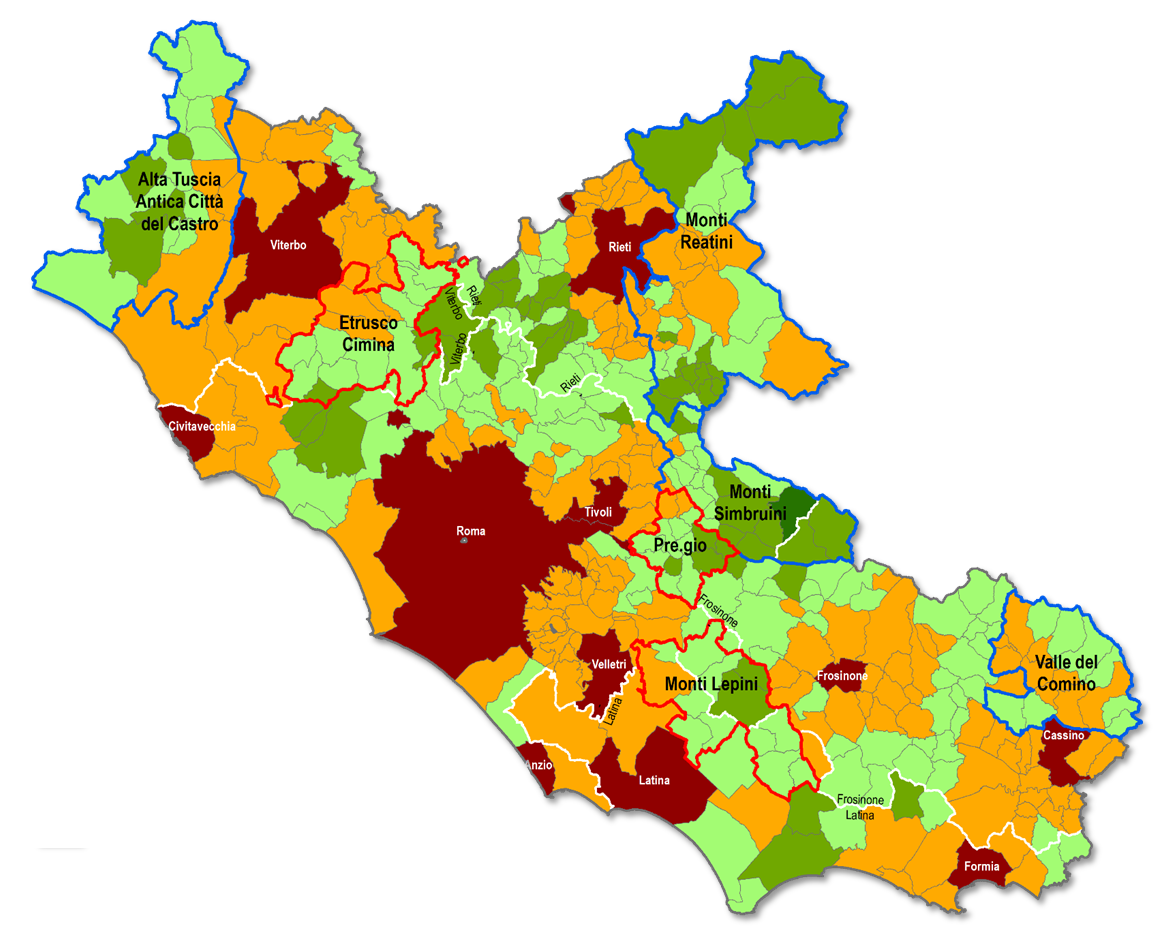 Alta Tuscia
Antica Città
del Castro
Viterbo
Rieti
Monti
Reatini
Etrusco
Cimina
Viterbo
Rieti
Viterbo
Rieti
Civitavecchia
Roma
Tivoli
Monti
Simbruini
Pre.gio
Frosinone
Velletri
Latina
Monti Lepini
Frosinone
Valle del
Comino
Cassino
Anzio
Latina
Frosinone
Latina
Formia